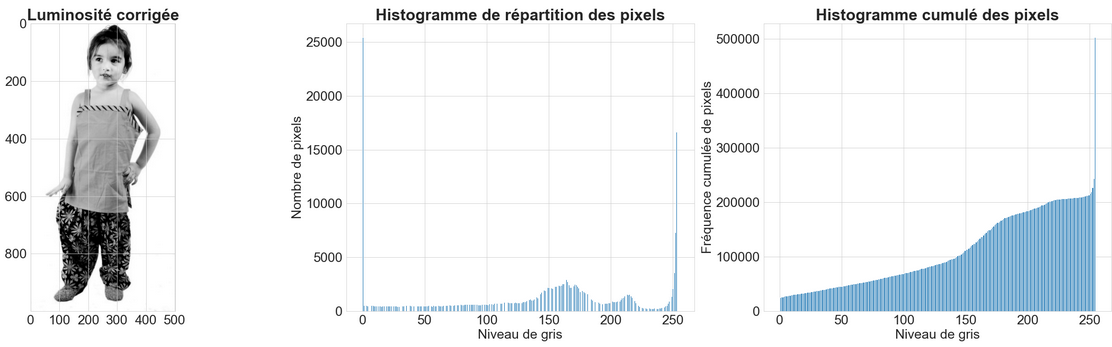 Luminosité corrigée
0
200
400
600
800
0 100 200 300 400 500
Histogramme de répartition des pixels
Nombre de pixels
25000
20000
15000
10000
5000
0
0 50 100 150 200 250
Niveau de gris
Histogramme cumulé des pixels
Fréquence cumulée de pixels
500000
400000
300000
200000
100000
0
0 50 100 150 200 250
Niveau de gris